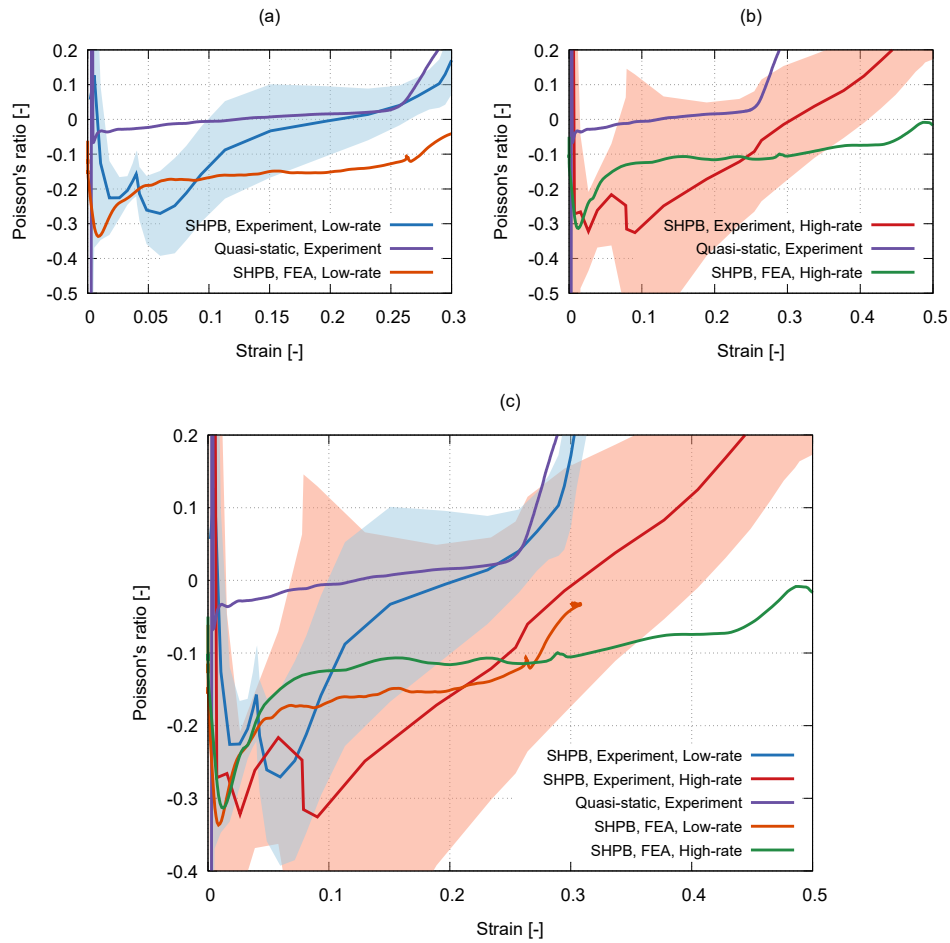 (a)
0.2
0.1
0
-0.1
-0.2
-0.3
-0.4
-0.5
Poisson's ratio [-]
SHPB, Experiment, Low-rate
Quasi-static, Experiment
SHPB, FEA, Low-rate
0 0.05 0.1 0.15 0.2 0.25 0.3
Strain [-]
(b)
0.2
0.1
0
-0.1
-0.2
-0.3
-0.4
-0.5
Poisson's ratio [-]
SHPB, Experiment, High-rate
Quasi-static, Experiment
SHPB, FEA, High-rate
0 0.1 0.2 0.3 0.4 0.5
Strain [-]
(c)
0.2
0.1
0
-0.1
-0.2
-0.3
-0.4
Poisson's ratio [-]
SHPB, Experiment, Low-rate
SHPB, Experiment, High-rate
Quasi-static, Experiment
SHPB, FEA, Low-rate
SHPB, FEA, High-rate
0 0.1 0.2 0.3 0.4 0.5
Strain [-]